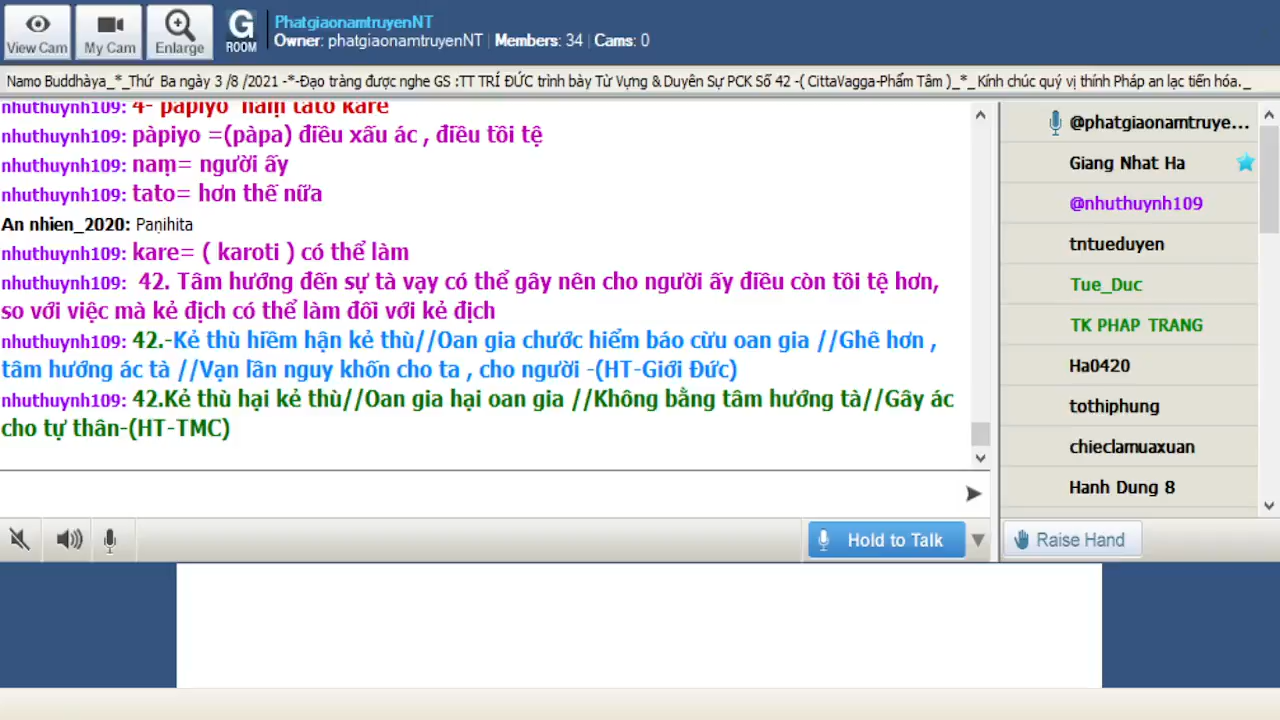 View Cam
My Cam
Enlarge
G
ROOM
PhatgiaonamtruyenNT
Owner: phatgiaonamtruyenNT | Members: 34 | Cams: 0
Namo Buddhàya_*_Thứ Ba ngày 3 /8 /2021 -*-Đạo tràng được nghe GS :TT TRÍ ĐỨC trình bày Từ Vựng & Duyên Sự PCK Số 42 -( CittaVagga-Phẩm Tâm )_*_ Kính chúc quý vị thính Pháp an lạc tiến hóa._
nhuthuynh109: 4- pàpiyo naṃ tato kare
nhuthuynh109: pàpiyo =(pàpa) điều xấu ác , điều tồi tệ
nhuthuynh109: naṃ= người ấy
nhuthuynh109: tato= hơn thế nữa
An nhien_2020: Paṇihita
nhuthuynh109: kare= ( karoti ) có thể làm
nhuthuynh109: 42. Tâm hướng đến sự tà vạy có thể gây nên cho người ấy điều còn tồi tệ hơn,
so với việc mà kẻ địch có thể làm đối với kẻ địch
nhuthuynh109: 42.-Kẻ thù hiềm hận kẻ thù//Oan gia chước hiểm báo cừu oan gia //Ghê hơn ,
tâm hướng ác tà //Vạn lần nguy khốn cho ta , cho người -(HT-Giới Đức)
nhuthuynh109: 42.Kẻ thù hại kẻ thù//Oan gia hại oan gia //Không bằng tâm hướng tà//Gây ác
cho tự thân-(HT-TMC)
@phatgiaonamtruye...
Giang Nhat Ha
@nhuthuynh109
tntueduyen
Tue_Duc
TK PHAP TRANG
Ha0420
tothiphung
chieclamuaxuan
Hanh Dung 8
Hold to Talk
Raise Hand